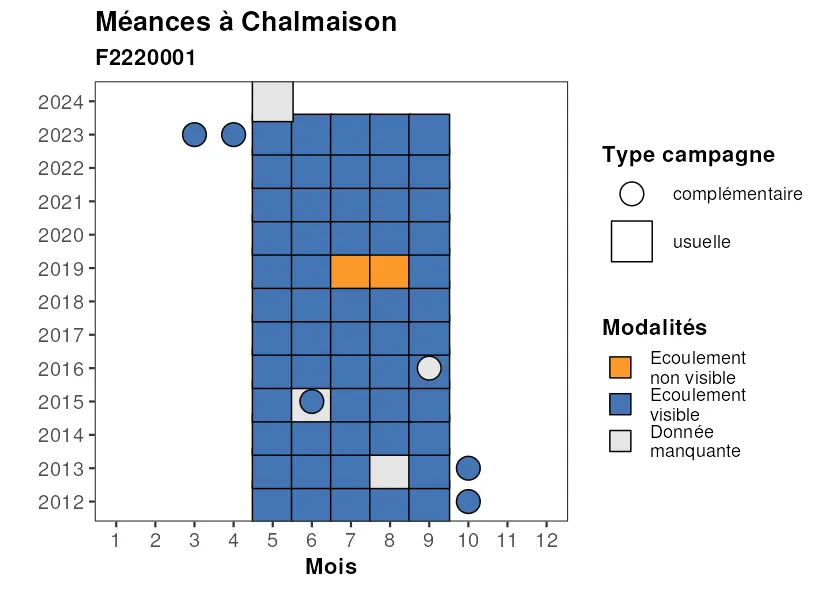 Méances à Chalmaison
F2220001
2024
2023
2022
2021
2020
2019
2018
2017
2016
2015
2014
2013
2012
1 2 3 4 5 6 7 8 9 10 11 12
Mois
Type campagne
complémentaire
usuelle
Modalités
Ecoulement
non visible
Ecoulement
visible
Donnée
manquante